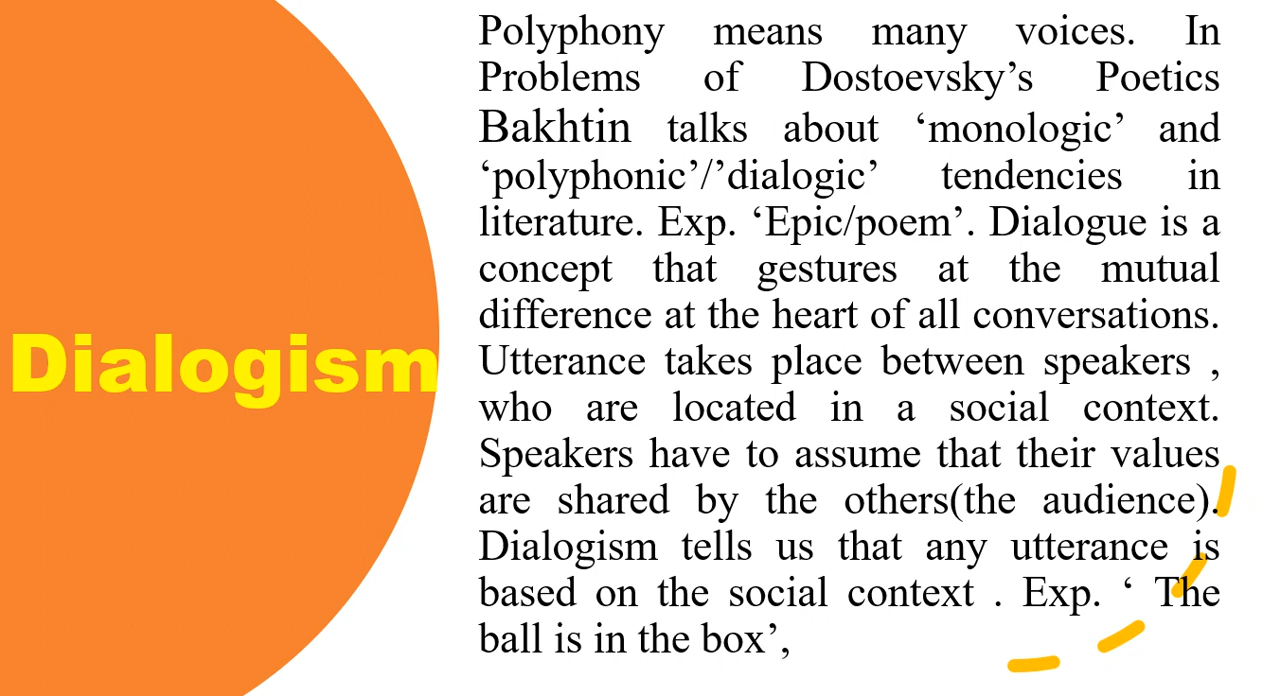 Dialogism
Polyphony means many voices. In
Problems of Dostoevsky’s Poetics
Bakhtin talks about ‘monologic’ and
‘polyphonic’/’dialogic’ tendencies in
literature. Exp. ‘Epic/poem’. Dialogue is a
concept that gestures at the mutual
difference at the heart of all conversations.
Utterance takes place between speakers ,
who are located in a social context.
Speakers have to assume that their values
are shared by the others(the audience).
Dialogism tells us that any utterance is
based on the social context . Exp. ‘ The
ball is in the box’,